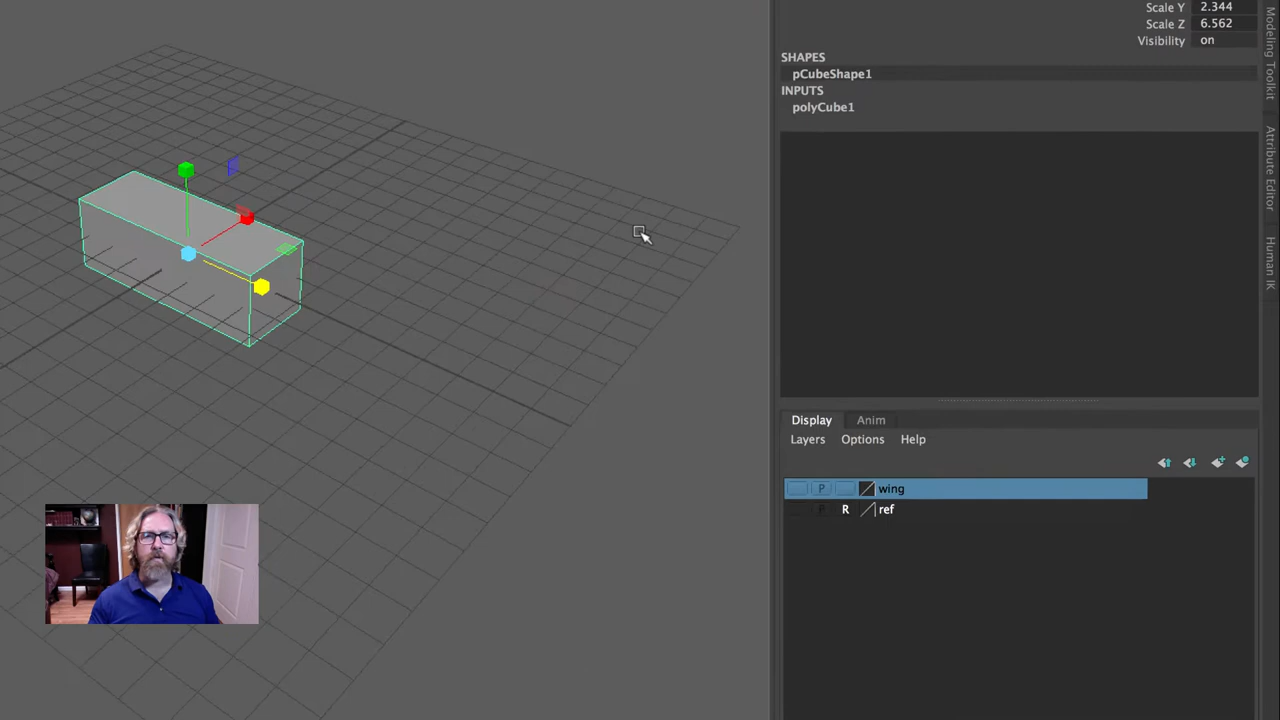 Scale Y 2.344
Scale Z 6.562
Visibility on
SHAPES
pCubeShape1
INPUTS
polyCube1
Modeling Toolkit
Attribute Editor
Human IK
Display Anim
Layers Options Help
P wing
P R ref